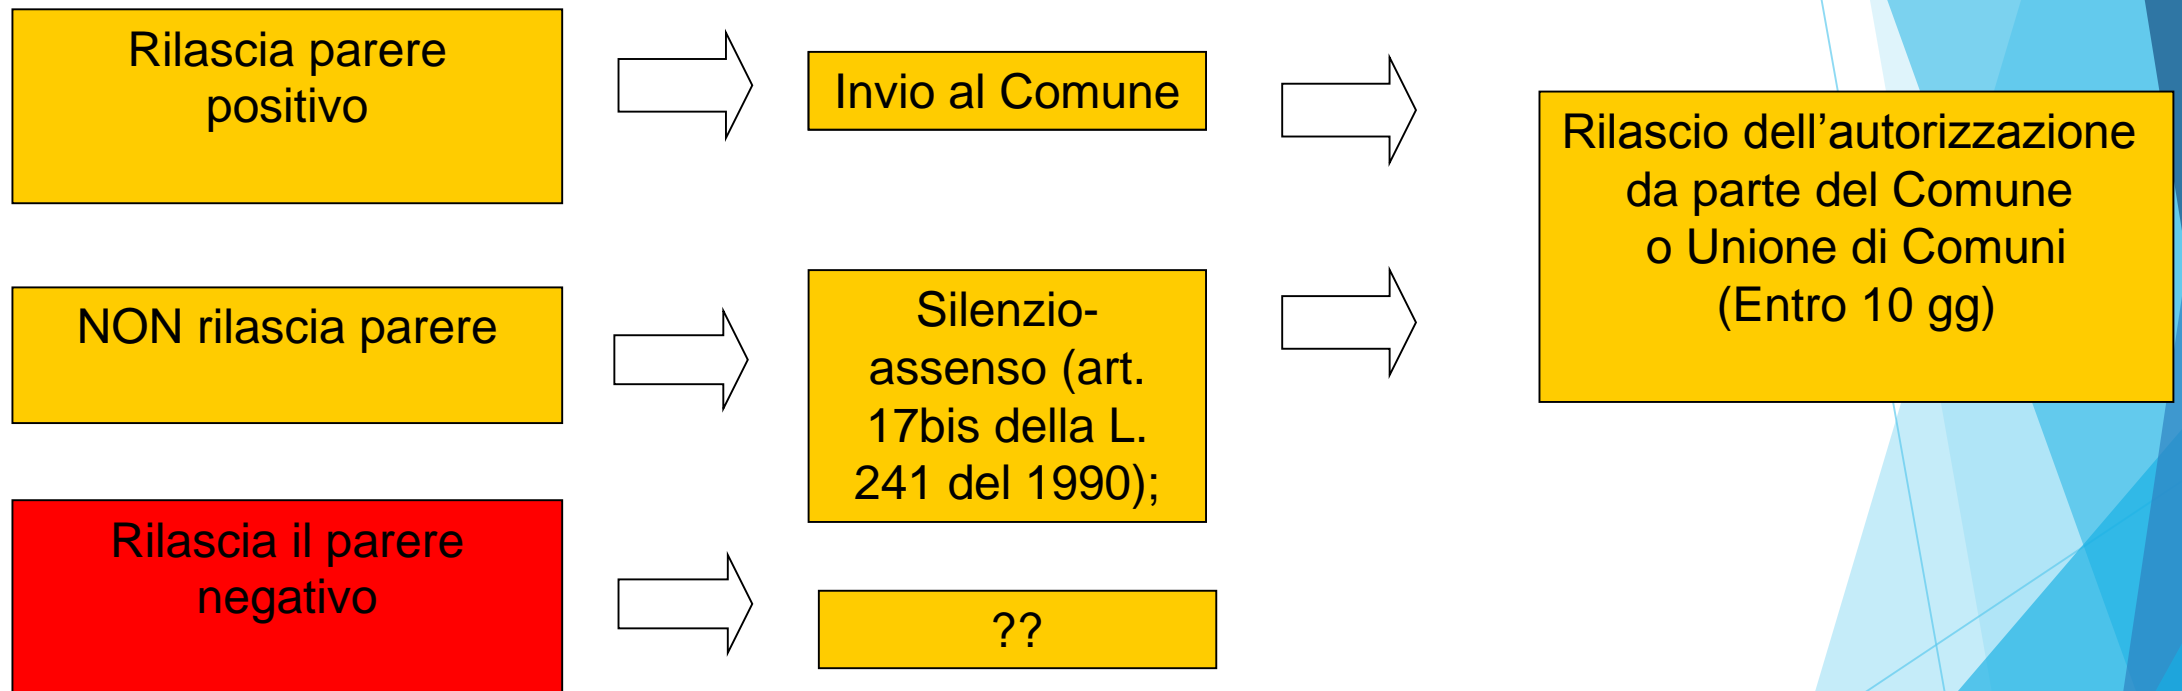 Rilascia parere
positivo
Invio al Comune
Rilascio dell’autorizzazione
da parte del Comune
o Unione di Comuni
(Entro 10 gg)
NON rilascia parere
Silenzio-
assenso (art.
17bis della L.
241 del 1990);
Rilascia il parere
negativo
??